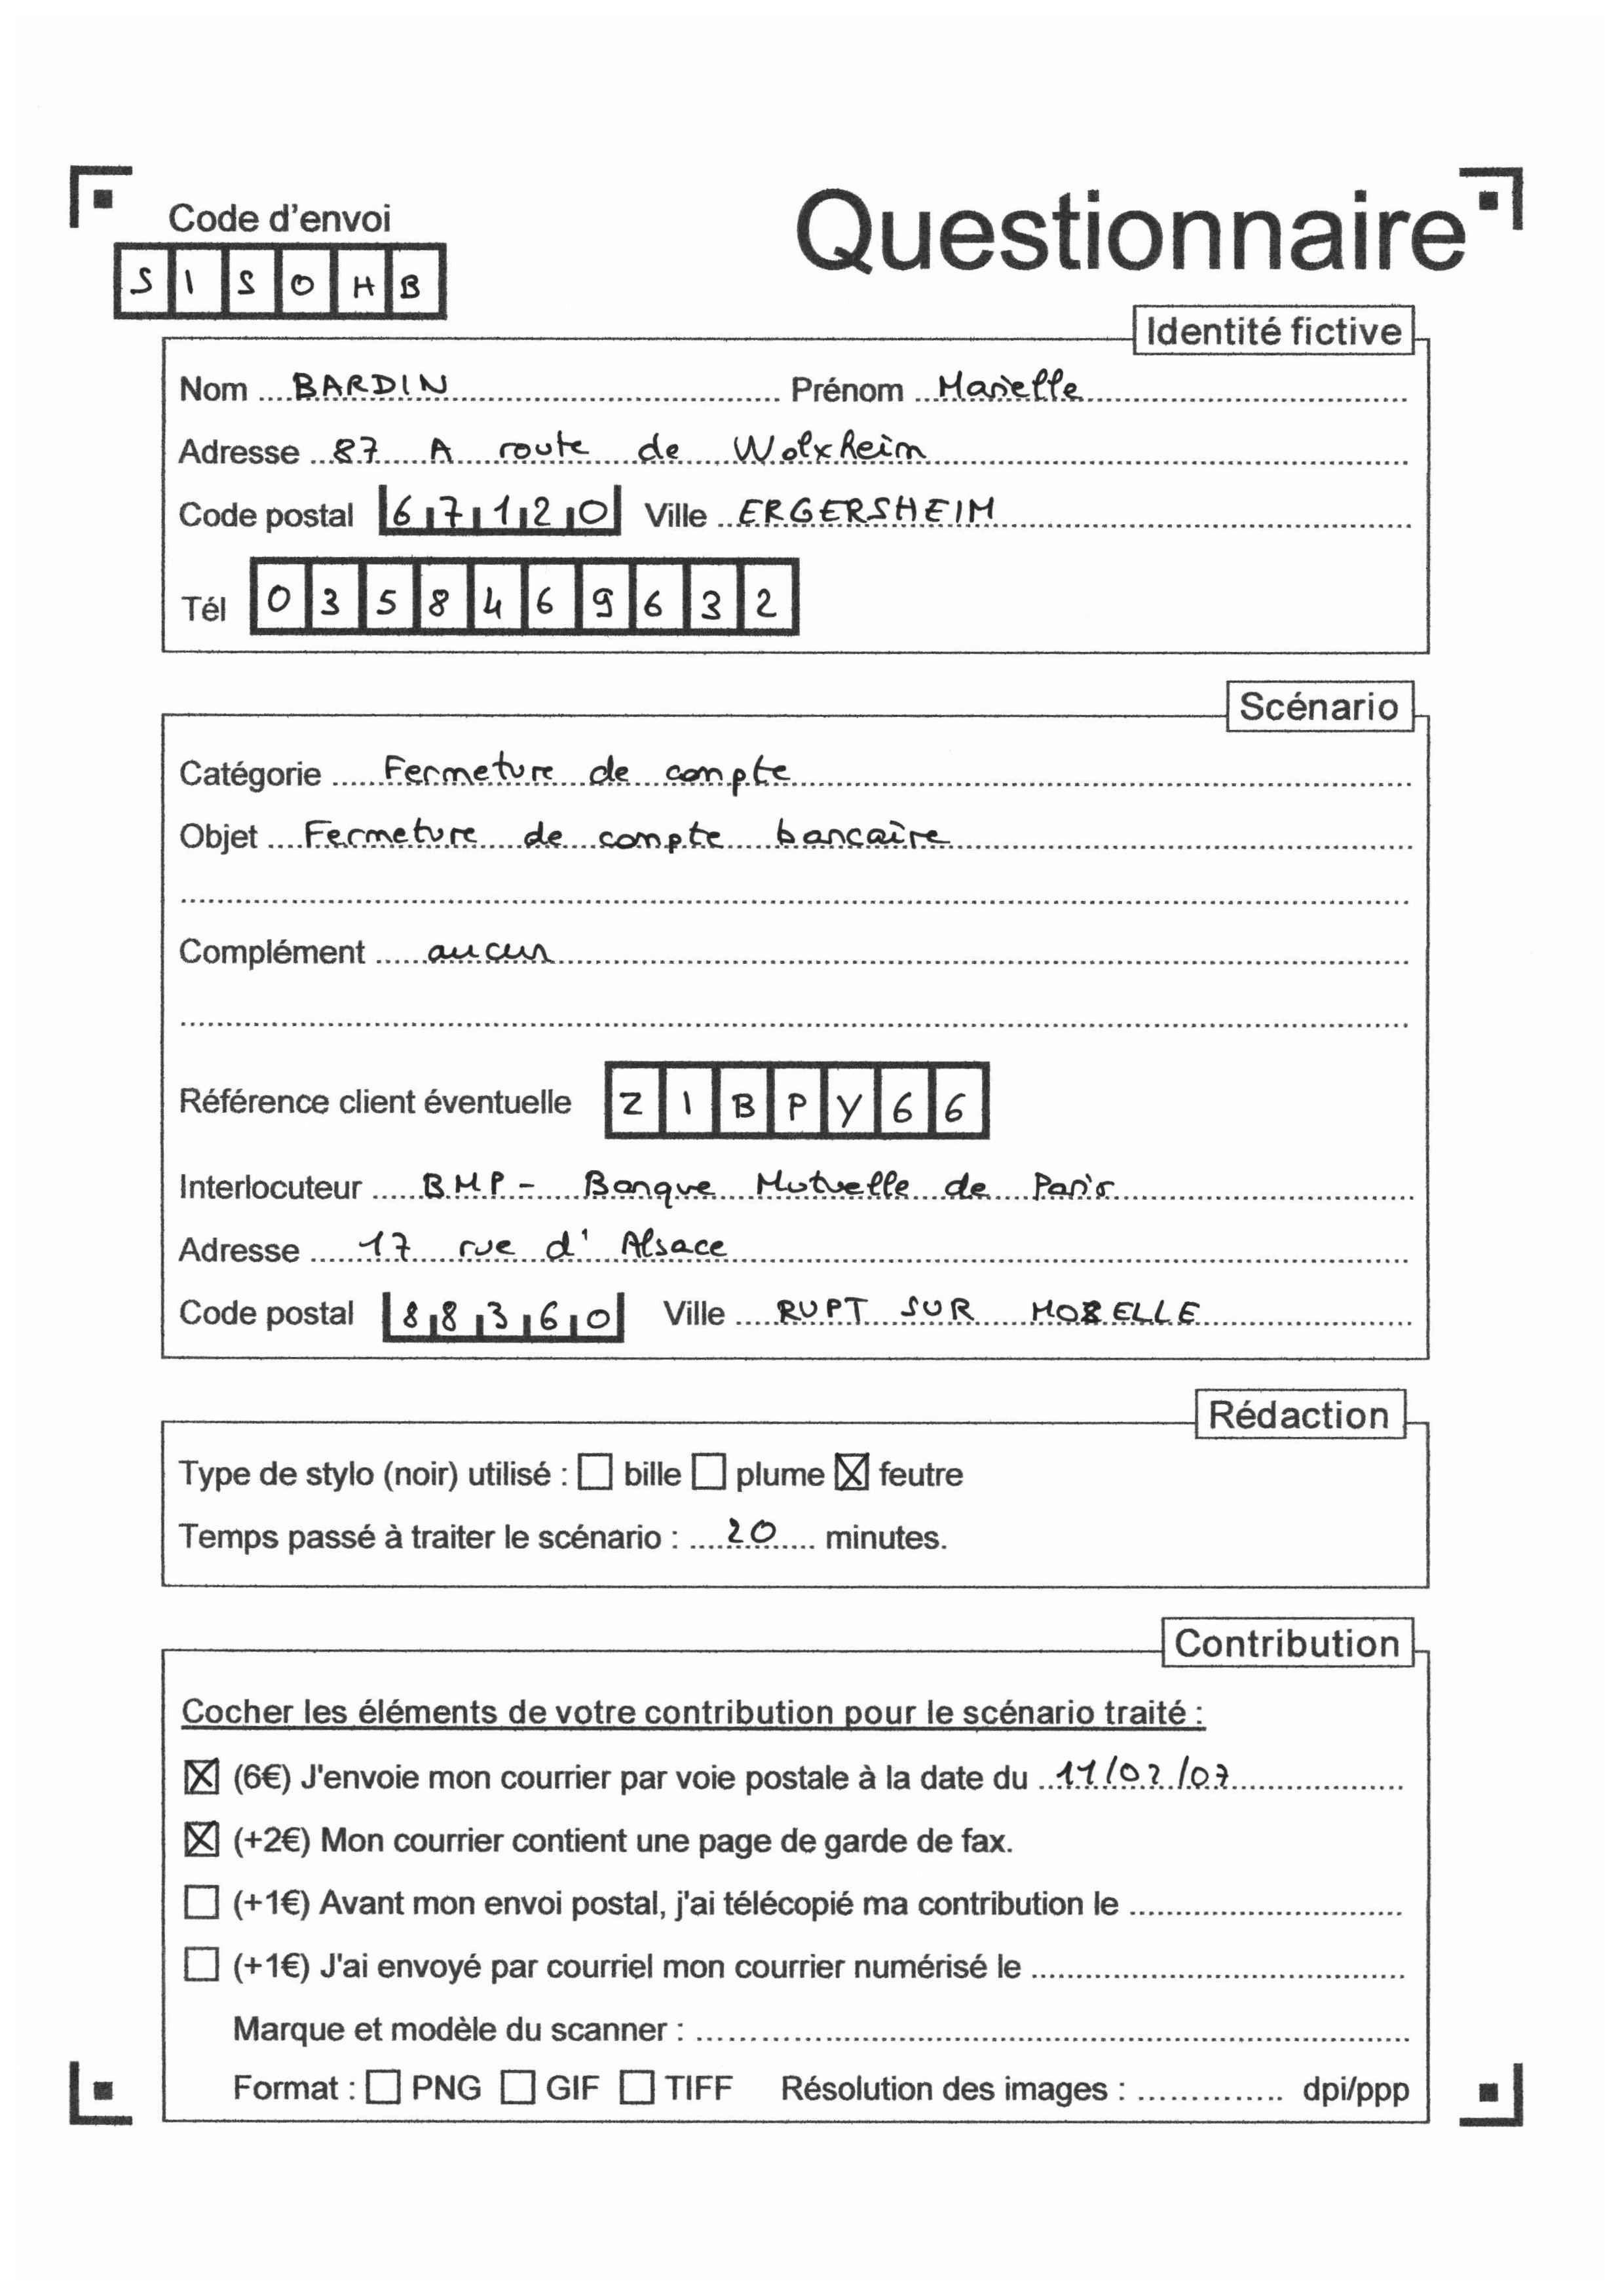 Code d'envoi
Questionnaire
SISOHB
Identité fictive
Nom BARDIN Prénom Marielle
Adresse 87 A route de Wolxheim
Code postal 67120 Ville ERGERSHEIM
Tél 0358469632
Scénario
Catégorie Fermeture de compte
Objet Fermeture de compte bancaire
Complément aucun
Référence client éventuelle ZIBPY66
Interlocuteur BMP - Banque Mutuelle de Paris
Adresse 17 rue d'Alsace
Code postal 88360 Ville RUPT SUR MOSELLE
Rédaction
Type de stylo (noir) utilisé : ☐ bille ☐ plume ☒ feutre
Temps passé à traiter le scénario : 20 minutes.
Contribution
Cocher les éléments de votre contribution pour le scénario traité :
☒ (6€) J'envoie mon courrier par voie postale à la date du 11/07/07
☒ (+2€) Mon courrier contient une page de garde de fax.
☐ (+1€) Avant mon envoi postal, j'ai télécopié ma contribution le
☐ (+1€) J'ai envoyé par courriel mon courrier numérisé le
Marque et modèle du scanner :
Format : ☐ PNG ☐ GIF ☐ TIFF Résolution des images : dpi/ppp